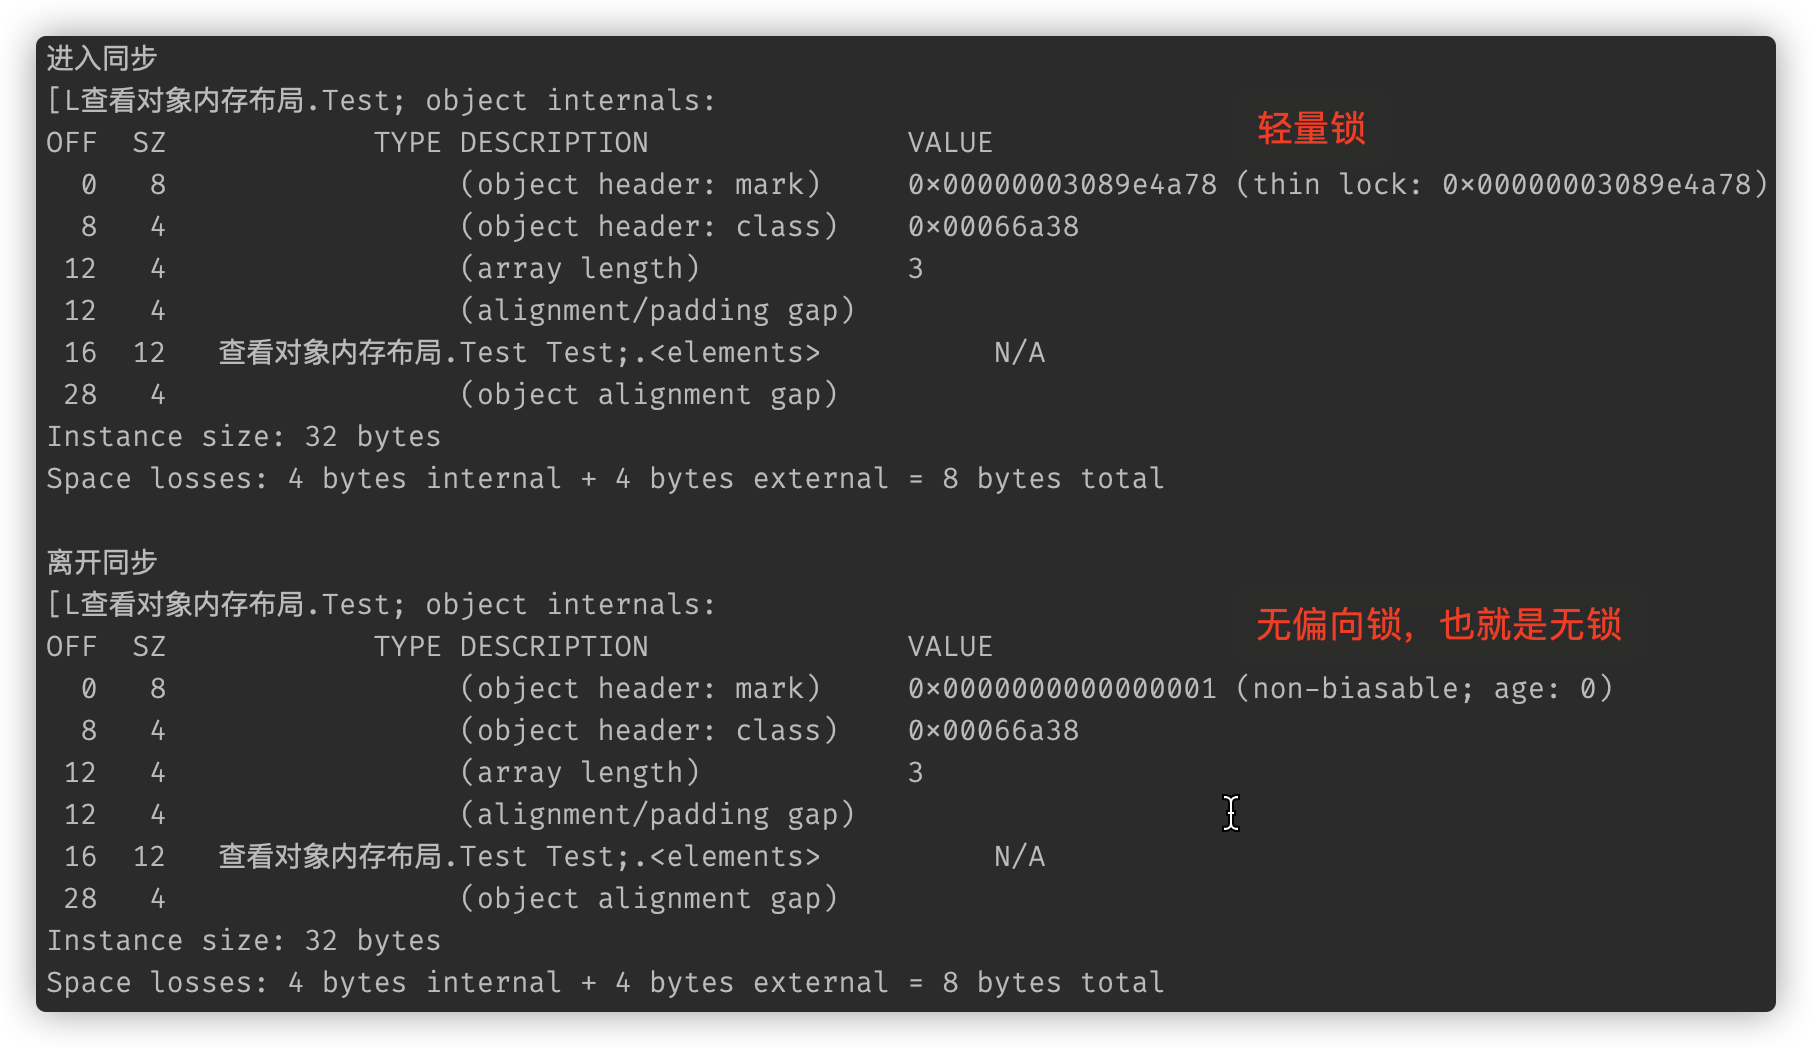 进入同步
[L查看对象内存布局.Test; object internals:
轻量锁
OFF  SZ            TYPE DESCRIPTION               VALUE
  0   8                 (object header: mark)     0x00000003089e4a78 (thin lock: 0x00000003089e4a78)
  8   4                 (object header: class)    0x00066a38
 12   4                 (array length)            3
 12   4                 (alignment/padding gap)
 16  12   查看对象内存布局.Test Test;.<elements>          N/A
 28   4                 (object alignment gap)
Instance size: 32 bytes
Space losses: 4 bytes internal + 4 bytes external = 8 bytes total
离开同步
[L查看对象内存布局.Test; object internals:
无偏向锁，也就是无锁
OFF  SZ            TYPE DESCRIPTION               VALUE
  0   8                 (object header: mark)     0x0000000000000001 (non-biasable; age: 0)
  8   4                 (object header: class)    0x00066a38
 12   4                 (array length)            3
 12   4                 (alignment/padding gap)
 16  12   查看对象内存布局.Test Test;.<elements>          N/A
 28   4                 (object alignment gap)
Instance size: 32 bytes
Space losses: 4 bytes internal + 4 bytes external = 8 bytes total